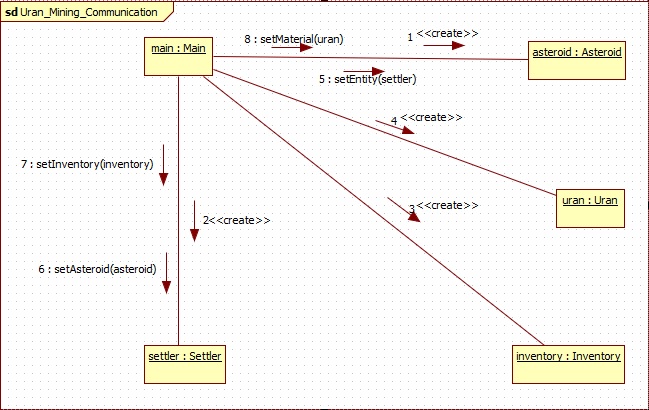 sd Uran_Mining_Communication
8 : setMaterial(uran)
1 <<create>>
main : Main
asteroid : Asteroid
5 : setEntity(settler)
4 <<create>>
7 : setInventory(inventory)
uran : Uran
3 <<create>>
2<<create>>
6 : setAsteroid(asteroid)
settler : Settler
inventory : Inventory